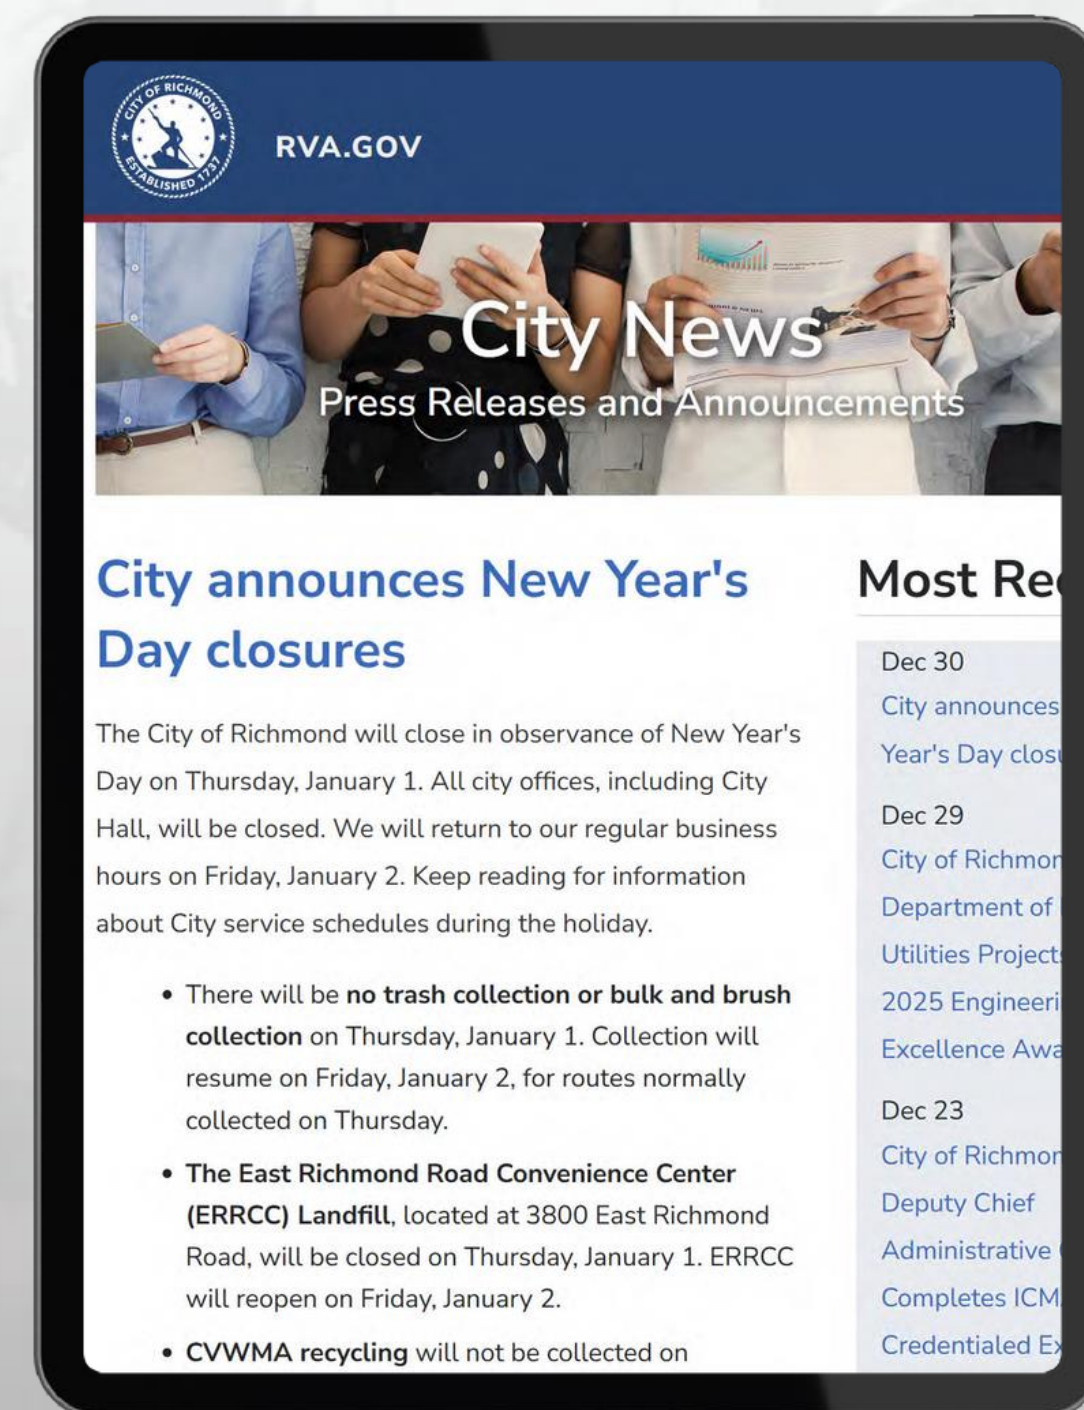 CITY OF RICHMOND
ESTABLISHED 1737
RVA.GOV
City News
Press Releases and Announcements
City announces New Year's
Day closures
The City of Richmond will close in observance of New Year's
Day on Thursday, January 1. All city offices, including City
Hall, will be closed. We will return to our regular business
hours on Friday, January 2. Keep reading for information
about City service schedules during the holiday.
• There will be no trash collection or bulk and brush
collection on Thursday, January 1. Collection will
resume on Friday, January 2, for routes normally
collected on Thursday.
• The East Richmond Road Convenience Center
(ERRCC) Landfill, located at 3800 East Richmond
Road, will be closed on Thursday, January 1. ERRCC
will reopen on Friday, January 2.
• CVWMA recycling will not be collected on
Most
Dec 30
City announces
Year's Day
Dec 29
City of
Department of
Utilities
2025
Excellence
Dec 23
City of
Deputy Chief
Administrative
Completes
Credentialed